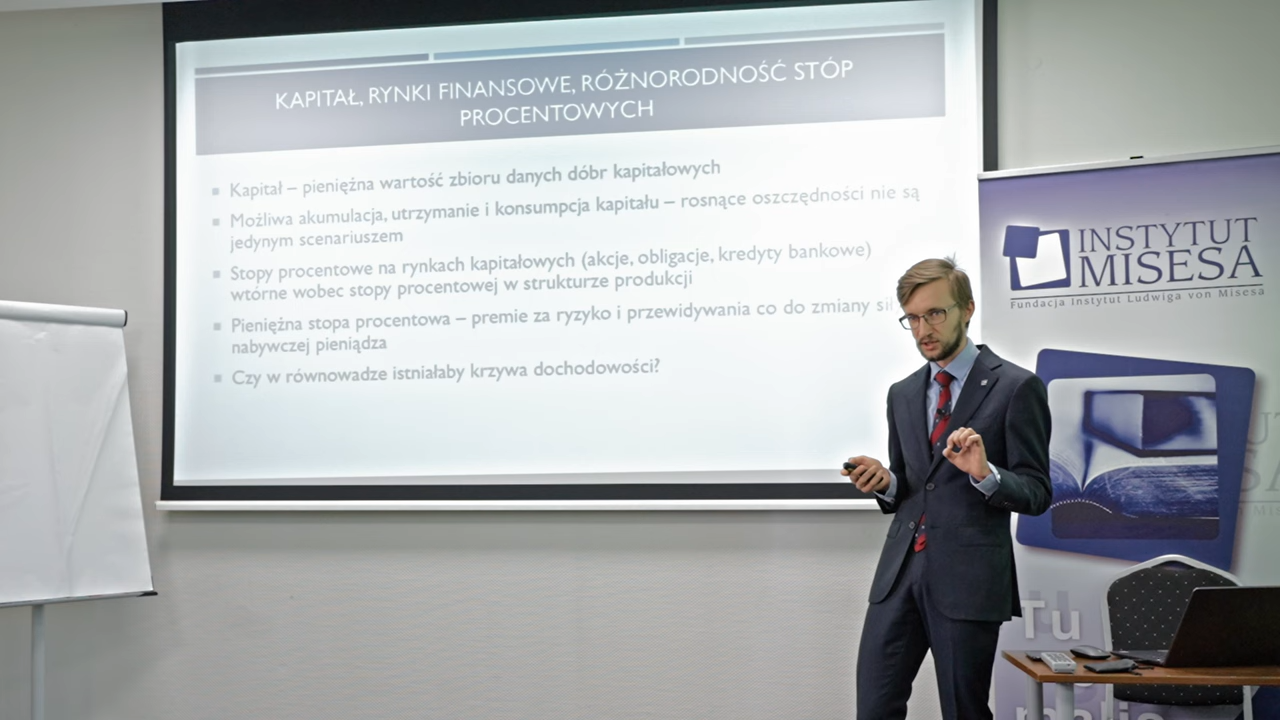 KAPITAŁ, RYNKI FINANSOWE, RÓŻNORODNOŚĆ STÓP
PROCENTOWYCH
Kapitał – pieniężna wartość zbioru danych dóbr kapitałowych
Możliwa akumulacja, utrzymanie i konsumpcja kapitału – rosnące oszczędności nie są
jedynym scenariuszem
Stopy procentowe na rynkach kapitałowych (akcje, obligacje, kredyty bankowe)
wtórne wobec stopy procentowej w strukturze produkcji
Pieniężna stopa procentowa – premie za ryzyko i przewidywania co do zmiany
nabywczej pieniądza
Czy w równowadze istniałaby krzywa dochodowości?
INSTYTUT
MISESA
Fundacja Instytut Ludwiga von Misesa
Tu